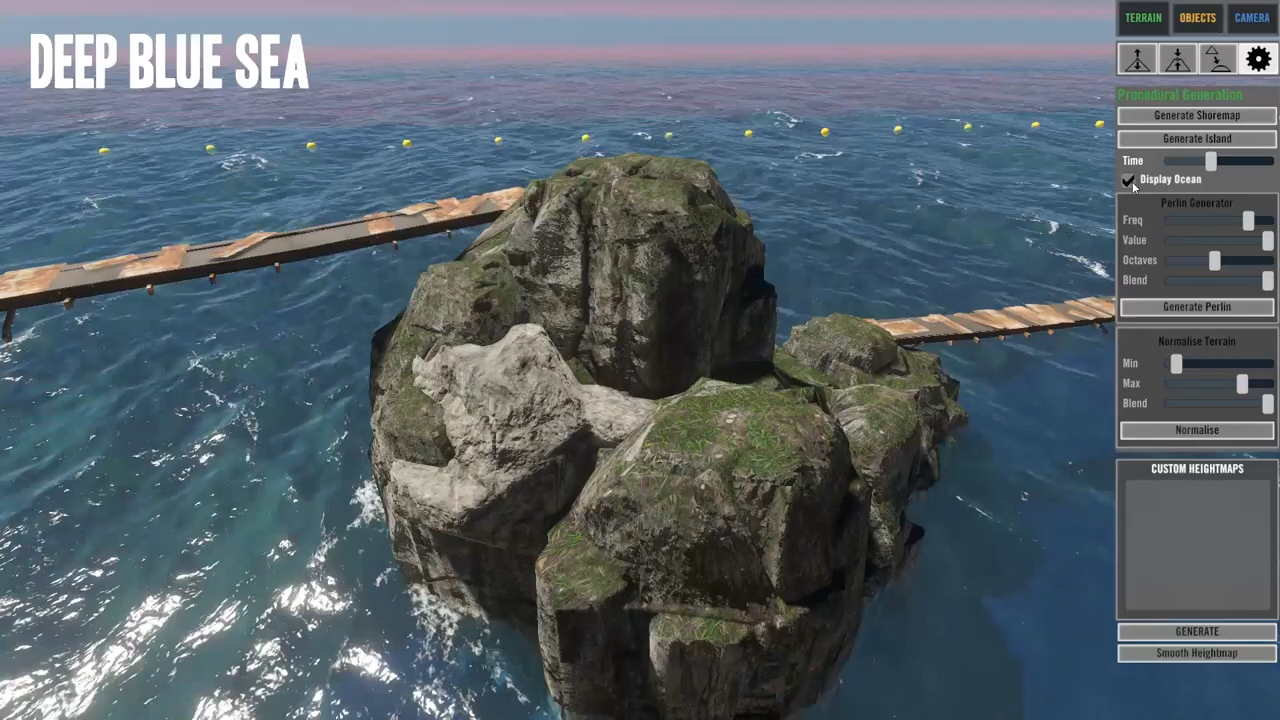 DEEP BLUE SEA
TERRAIN
OBJECTS
CAMERA
Procedural Generation
Generate Shoremap
Generate Island
Time
Display Ocean
Perlin Generator
Freq
Value
Octaves
Blend
Generate Perlin
Normalise Terrain
Min
Max
Blend
Normalise
CUSTOM HEIGHTMAPS
GENERATE
Smooth Heightmap